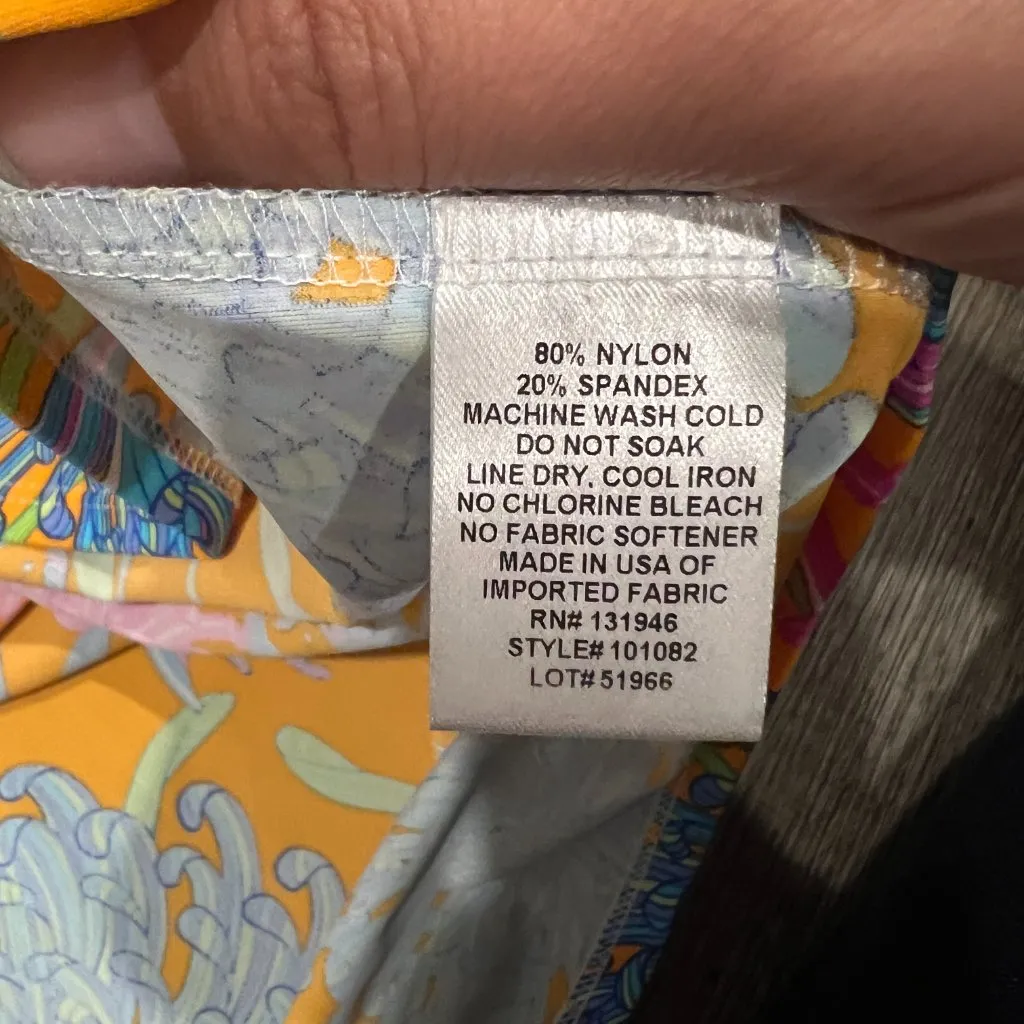 80% NYLON
20% SPANDEX
MACHINE WASH COLD
DO NOT SOAK
LINE DRY. COOL IRON
NO CHLORINE BLEACH
NO FABRIC SOFTENER
MADE IN USA OF
IMPORTED FABRIC
RN# 131946
STYLE# 101082
LOT# 51966